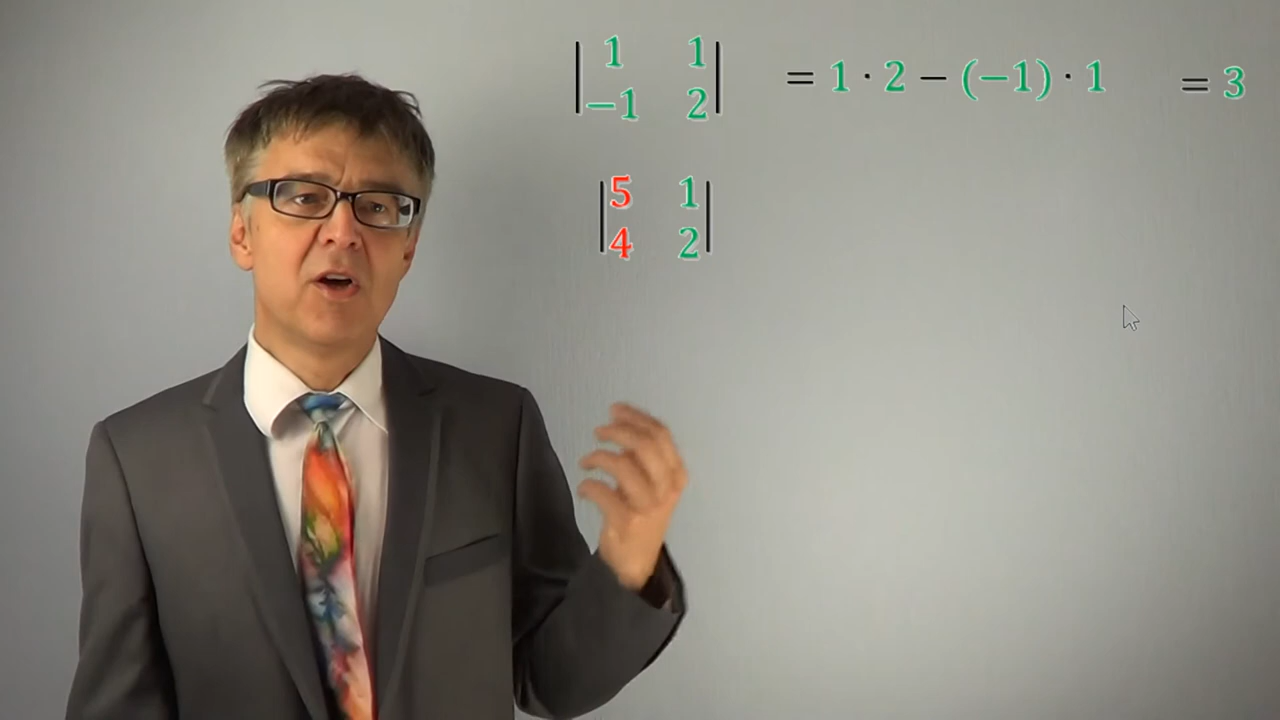 |1 1| = 1 · 2 − (−1) · 1 = 3
|−1 2|
|5 1|
|4 2|